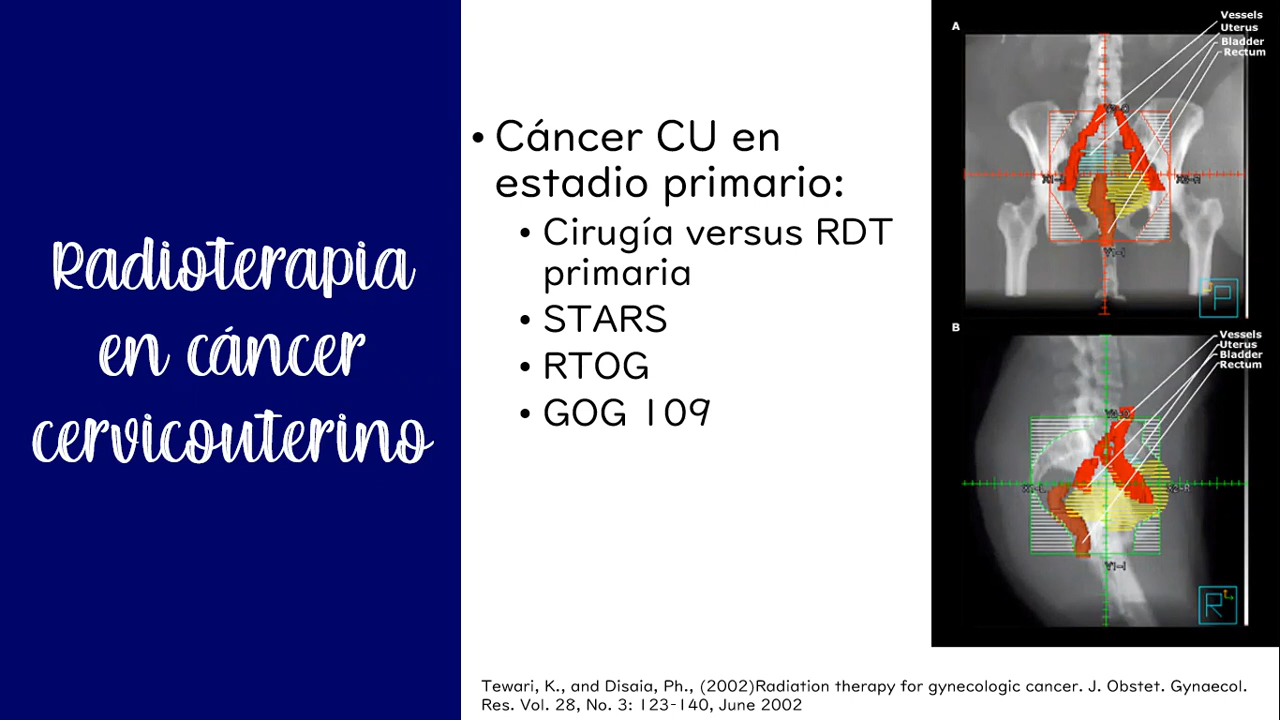 Radioterapia
en cáncer
cervicouterino
• Cáncer CU en
estadio primario:
• Cirugía versus RDT
primaria
• STARS
• RTOG
• GOG 109
A
Vessels
Uterus
Bladder
Rectum
P
B
Vessels
Uterus
Bladder
Rectum
R
Tewari, K., and Disaia, Ph., (2002)Radiation therapy for gynecologic cancer. J. Obstet. Gynaecol.
Res. Vol. 28, No. 3: 123-140, June 2002